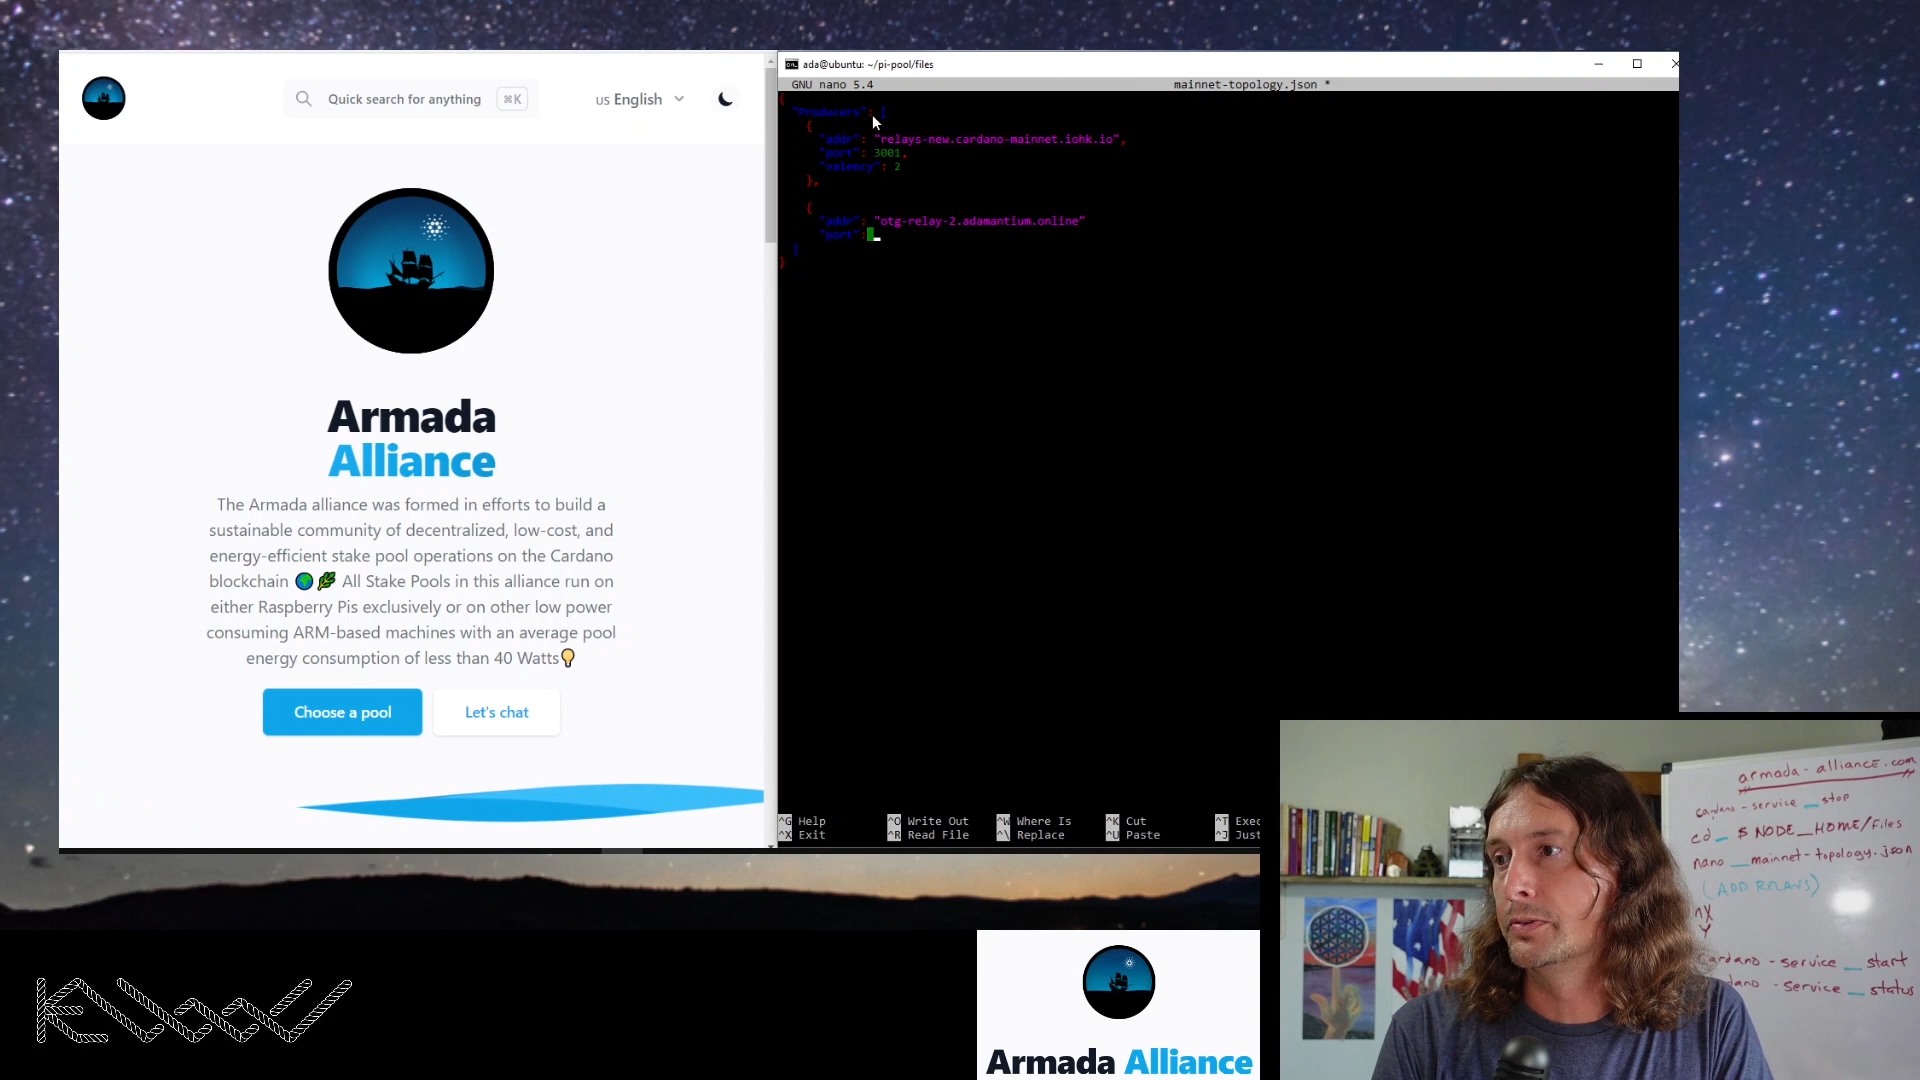 Quick search for anything ⌘K
us English
Armada
Alliance
The Armada alliance was formed in efforts to build a
sustainable community of decentralized, low-cost, and
energy-efficient stake pool operations on the Cardano
blockchain 🌍🌿 All Stake Pools in this alliance run on
either Raspberry Pis exclusively or on other low power
consuming ARM-based machines with an average pool
energy consumption of less than 40 Watts💡
Choose a pool
Let's chat
ada@ubuntu: ~/pi-pool/files
GNU nano 5.4 mainnet-topology.json *
{
"Producers": [
{
"addr": "relays-new.cardano-mainnet.iohk.io",
"port": 3001,
"valency": 2
},
{
"addr": "otg-relay-2.adamantium.online"
"port":
]
}
^G Help ^O Write Out ^W Where Is ^K Cut ^T Exec
^X Exit ^R Read File ^\ Replace ^U Paste ^J Just
armada-alliance.com
cardano-service _ stop
cd _ $NODE_HOME/files
nano _ mainnet-topology.json
(ADD RELAYS)
^X
Y
cardano-service _ start
dano-service _ status
Armada Alliance